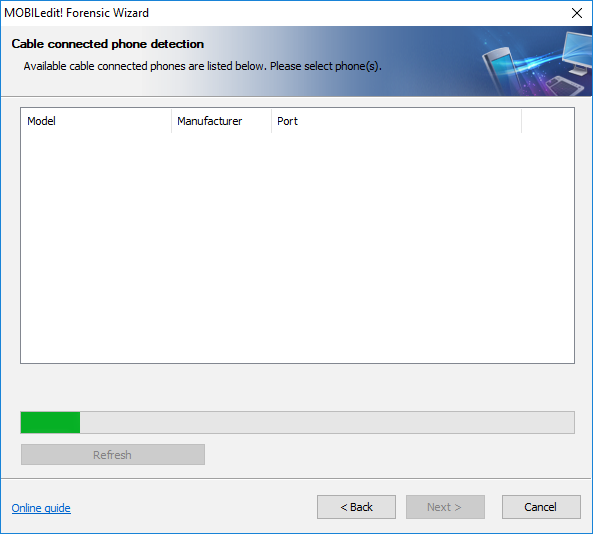 MOBILedit! Forensic Wizard
Cable connected phone detection
Available cable connected phones are listed below. Please select phone(s).
Model Manufacturer Port
Refresh
Online guide < Back Next > Cancel